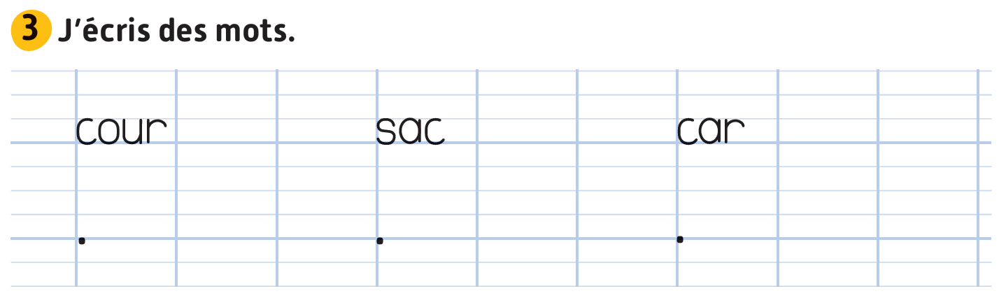 3 J'écris des mots.
cour sac car
. . .